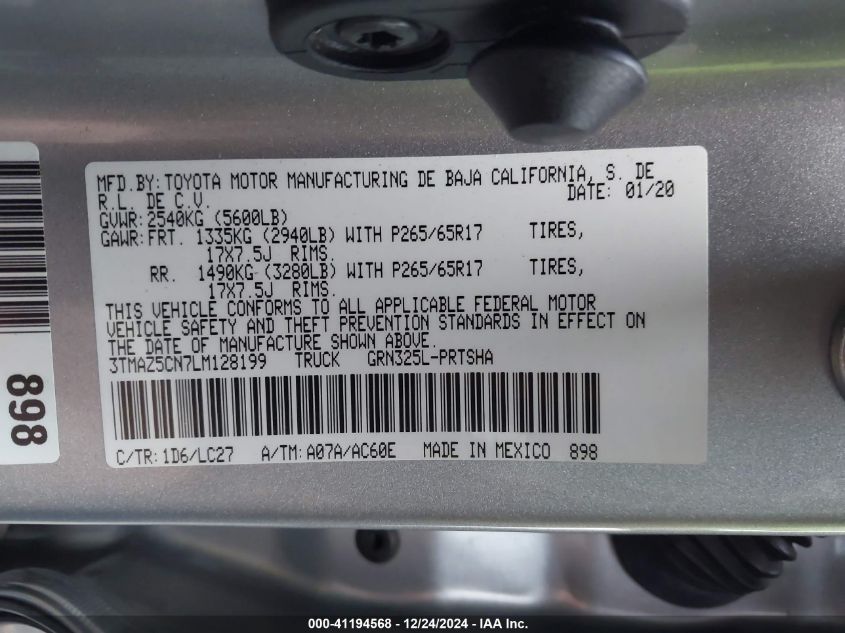 MFD.BY:TOYOTA MOTOR MANUFACTURING DE BAJA CALIFORNIA, S. DE
R.L. DE C.V. DATE: 01/20
GVWR:2540KG (5600LB)
GAWR:FRT. 1335KG (2940LB) WITH P265/65R17 TIRES,
17X7.5J RIMS.
RR. 1490KG (3280LB) WITH P265/65R17 TIRES,
17X7.5J RIMS.
THIS VEHICLE CONFORMS TO ALL APPLICABLE FEDERAL MOTOR
VEHICLE SAFETY AND THEFT PREVENTION STANDARDS IN EFFECT ON
THE DATE OF MANUFACTURE SHOWN ABOVE.
3TMAZ5CN7LM128199 TRUCK GRN325L-PRTSHA
C/TR:1D6/LC27 A/TM:A07A/AC60E MADE IN MEXICO 898
898
000-41194568 - 12/24/2024 - IAA Inc.